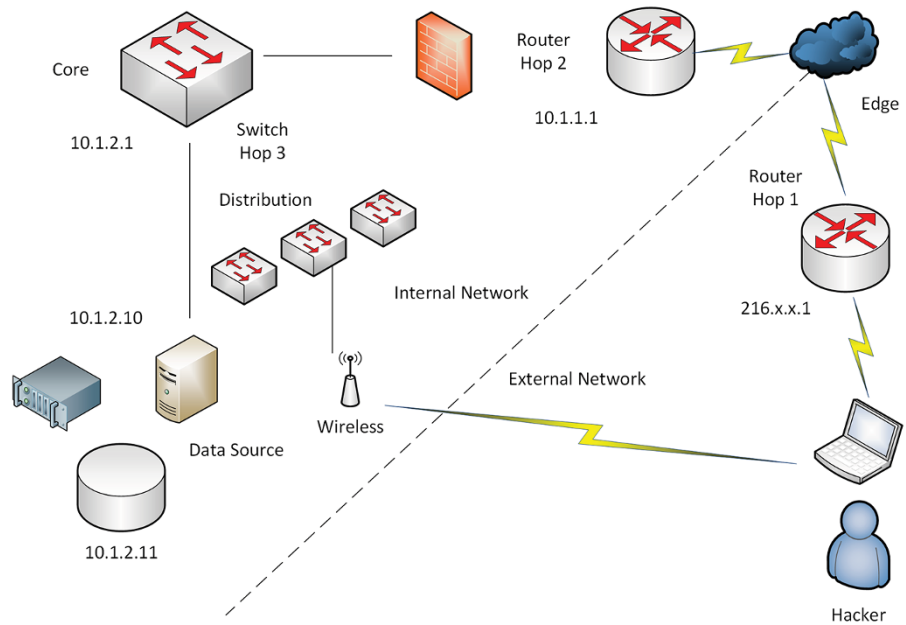 Core
10.1.2.1
Switch
Hop 3
Router
Hop 2
10.1.1.1
Edge
Router
Hop 1
216.x.x.1
Distribution
Internal Network
10.1.2.10
External Network
Wireless
Data Source
10.1.2.11
Hacker